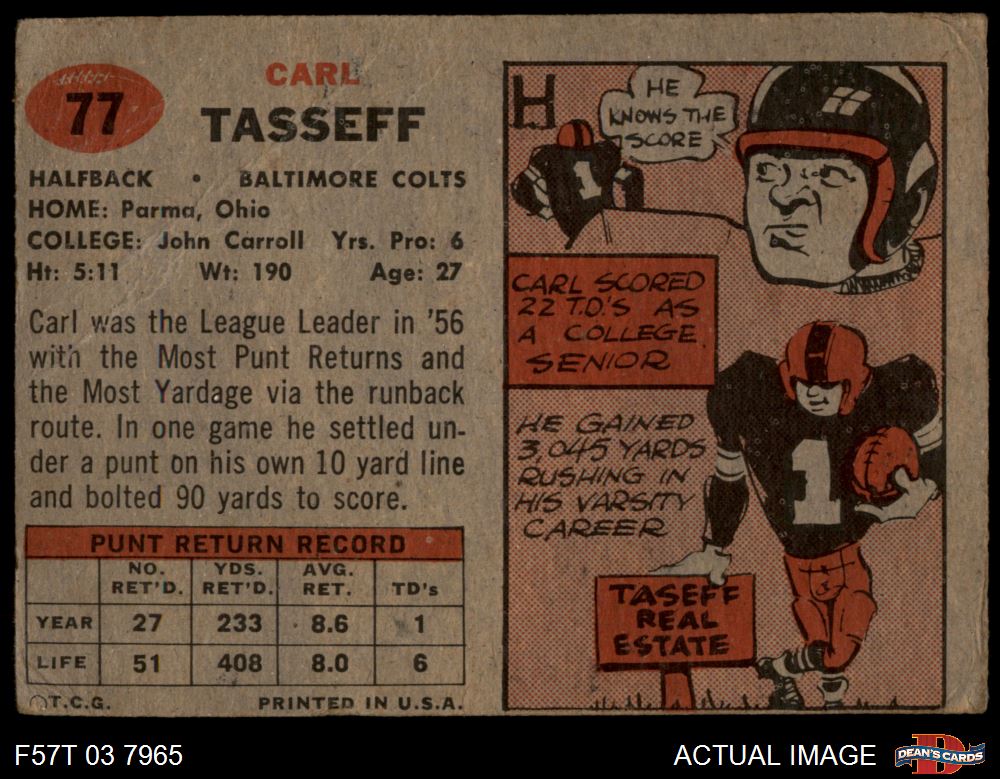 77
CARL
TASSEFF
HALFBACK • BALTIMORE COLTS
HOME: Parma, Ohio
COLLEGE: John Carroll Yrs. Pro: 6
Ht: 5:11 Wt: 190 Age: 27
Carl was the League Leader in '56
with the Most Punt Returns and
the Most Yardage via the runback
route. In one game he settled un-
der a punt on his own 10 yard line
and bolted 90 yards to score.
PUNT RETURN RECORD
NO. RET'D. YDS. RET'D. AVG. RET. TD's
YEAR 27 233 8.6 1
LIFE 51 408 8.0 6
T.C.G. PRINTED IN U.S.A.
H
HE
KNOWS THE
SCORE
1
CARL SCORED
22 T.D.'S AS
A COLLEGE
SENIOR
HE GAINED
3,045 YARDS
RUSHING IN
HIS VARSITY
CAREER
1
TASEFF
REAL
ESTATE
F57T 03 7965
ACTUAL IMAGE
D
DEAN'S CARDS